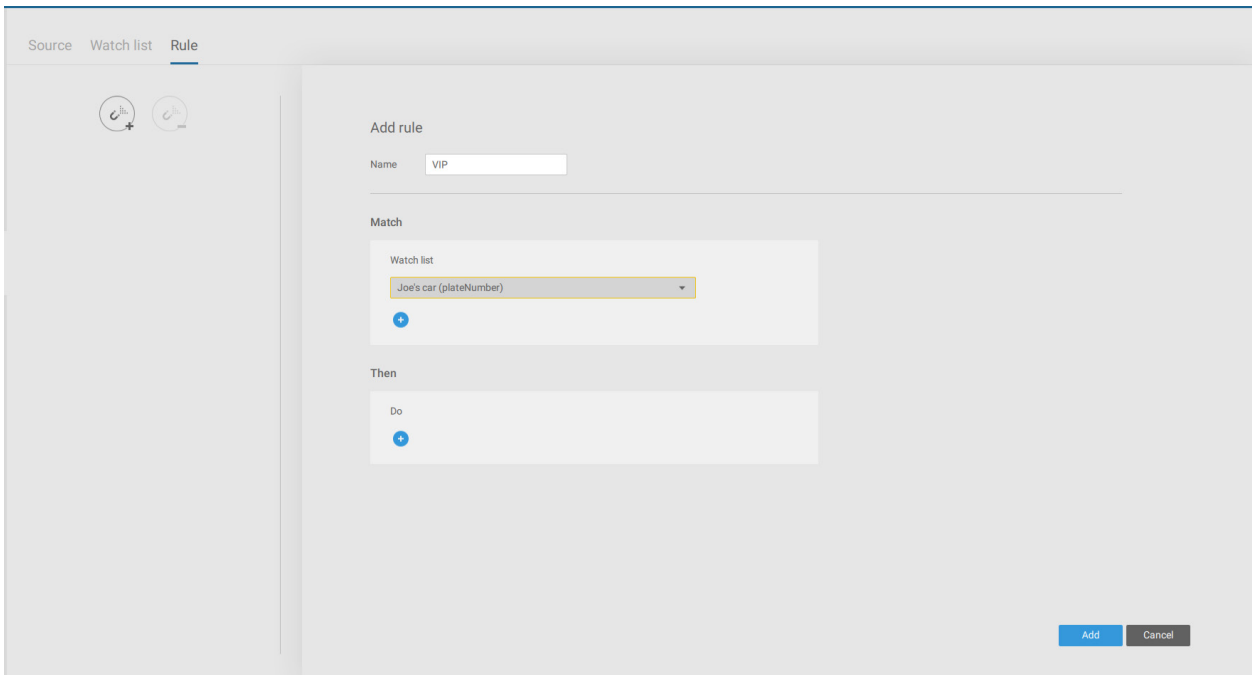 Source Watch list Rule
Add rule
Name VIP
Match
Watch list
Joe's car (plateNumber)
Then
Do
Add Cancel